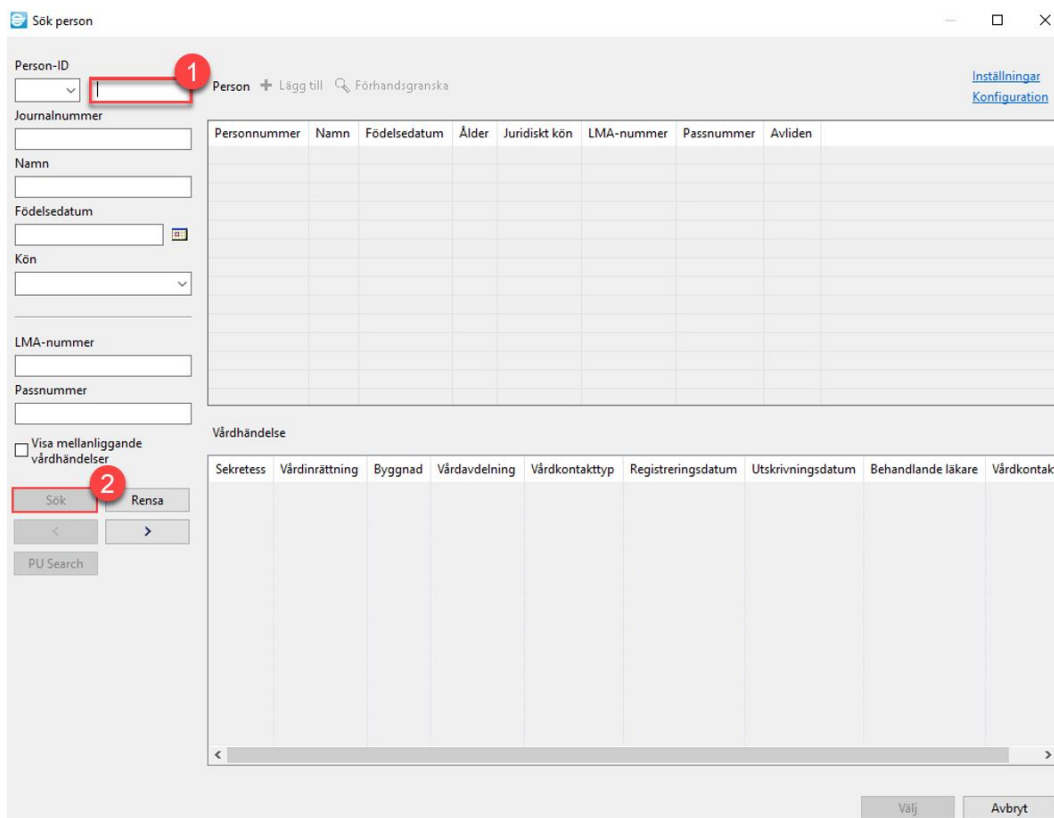 Sök person
Person-ID
1
Person Lägg till Förhandsgranska
Inställningar
Konfiguration
Journalnummer
Namn
Födelsedatum
Kön
LMA-nummer
Passnummer
Visa mellanliggande
vårdhändelser
2
Sök Rensa
< >
PU Search
Personnummer Namn Födelsedatum Ålder Juridiskt kön LMA-nummer Passnummer Avliden
Vårdhändelse
Sekretess Vårdinrättning Byggnad Vårdavdelning Vårdkontakttyp Registreringsdatum Utskrivningsdatum Behandlande läkare Vårdkontak
Välj Avbryt